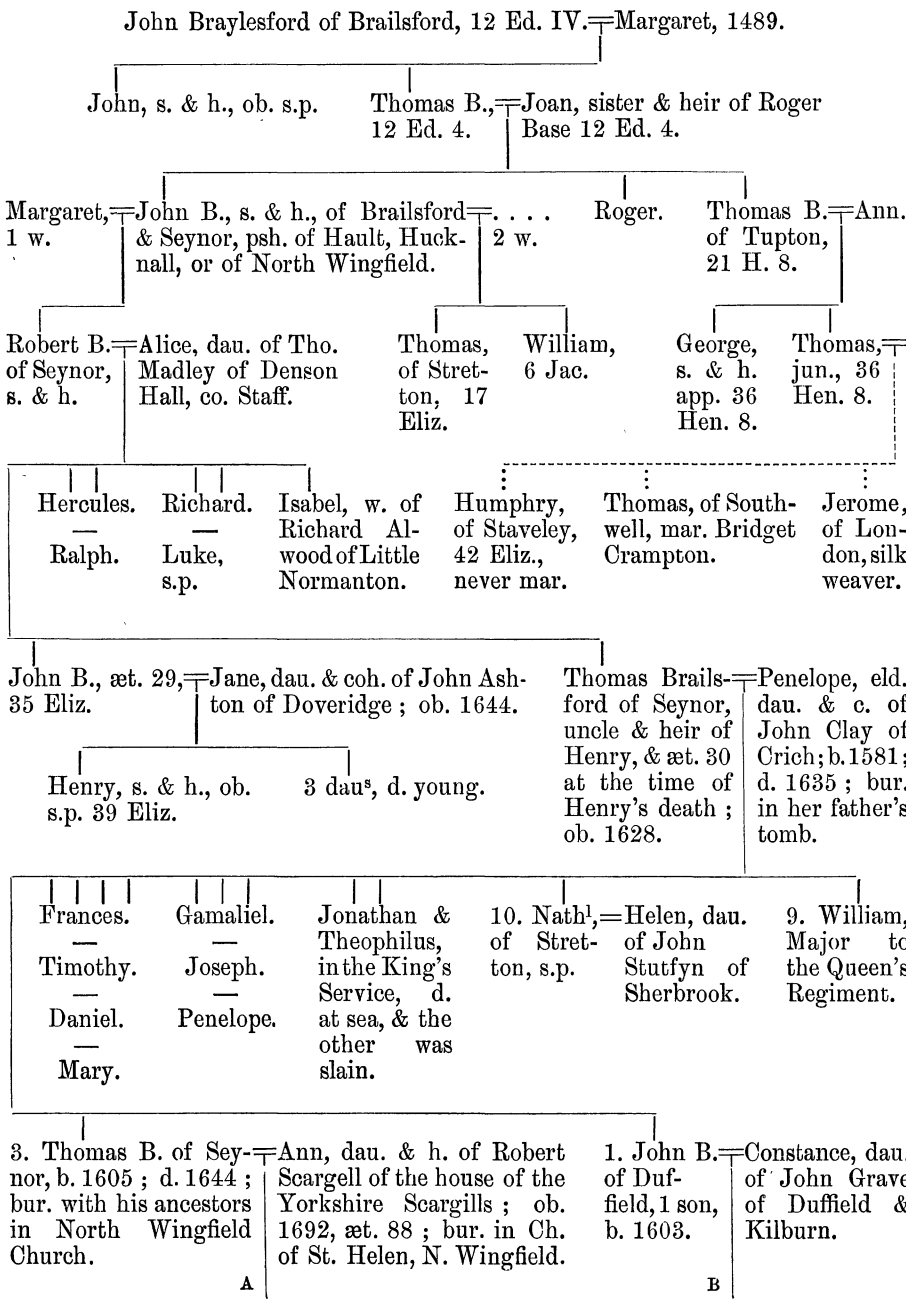 John Braylesford of Brailsford, 12 Ed. IV.=Margaret, 1489.
John, s. & h., ob. s.p.
Thomas B.,=Joan, sister & heir of Roger
12 Ed. 4. Base 12 Ed. 4.
Margaret,=John B., s. & h., of Brailsford=. . . .
1 w. & Seynor, psh. of Hault, Huck- 2 w.
nall, or of North Wingfield.
Roger.
Thomas B.=Ann.
of Tupton,
21 H. 8.
Robert B.=Alice, dau. of Tho.
of Seynor, Madley of Denson
s. & h. Hall, co. Staff.
Thomas,
of Stret-
ton, 17
Eliz.
William,
6 Jac.
George,
s. & h.
app. 36
Hen. 8.
Thomas,=
jun., 36
Hen. 8.
Hercules.
—
Ralph.
Richard.
—
Luke,
s.p.
Isabel, w. of
Richard Al-
wood of Little
Normanton.
Humphry,
of Staveley,
42 Eliz.,
never mar.
Thomas, of South-
well, mar. Bridget
Crampton.
Jerome,
of Lon-
don, silk
weaver.
John B., æt. 29,=Jane, dau. & coh. of John Ash-
35 Eliz. ton of Doveridge ; ob. 1644.
Henry, s. & h., ob.
s.p. 39 Eliz.
3 dauˢ, d. young.
Thomas Brails-=Penelope, eld.
ford of Seynor, dau. & c. of
uncle & heir of John Clay of
Henry, & æt. 30 Crich; b. 1581;
at the time of d. 1635 ; bur.
Henry's death ; in her father's
ob. 1628. tomb.
Frances.
—
Timothy.
—
Daniel.
—
Mary.
Gamaliel.
—
Joseph.
—
Penelope.
Jonathan &
Theophilus,
in the King's
Service, d.
at sea, & the
other was
slain.
10. Nathˡ,=Helen, dau.
of Stret- of John
ton, s.p. Stutfyn of
Sherbrook.
9. William,
Major to
the Queen's
Regiment.
3. Thomas B. of Sey-=Ann, dau. & h. of Robert
nor, b. 1605 ; d. 1644 ; Scargell of the house of the
bur. with his ancestors Yorkshire Scargills ; ob.
in North Wingfield 1692, æt. 88 ; bur. in Ch.
Church. of St. Helen, N. Wingfield.
A
1. John B.=Constance, dau.
of Duf- of John Grave
field, 1 son, of Duffield &
b. 1603. Kilburn.
B